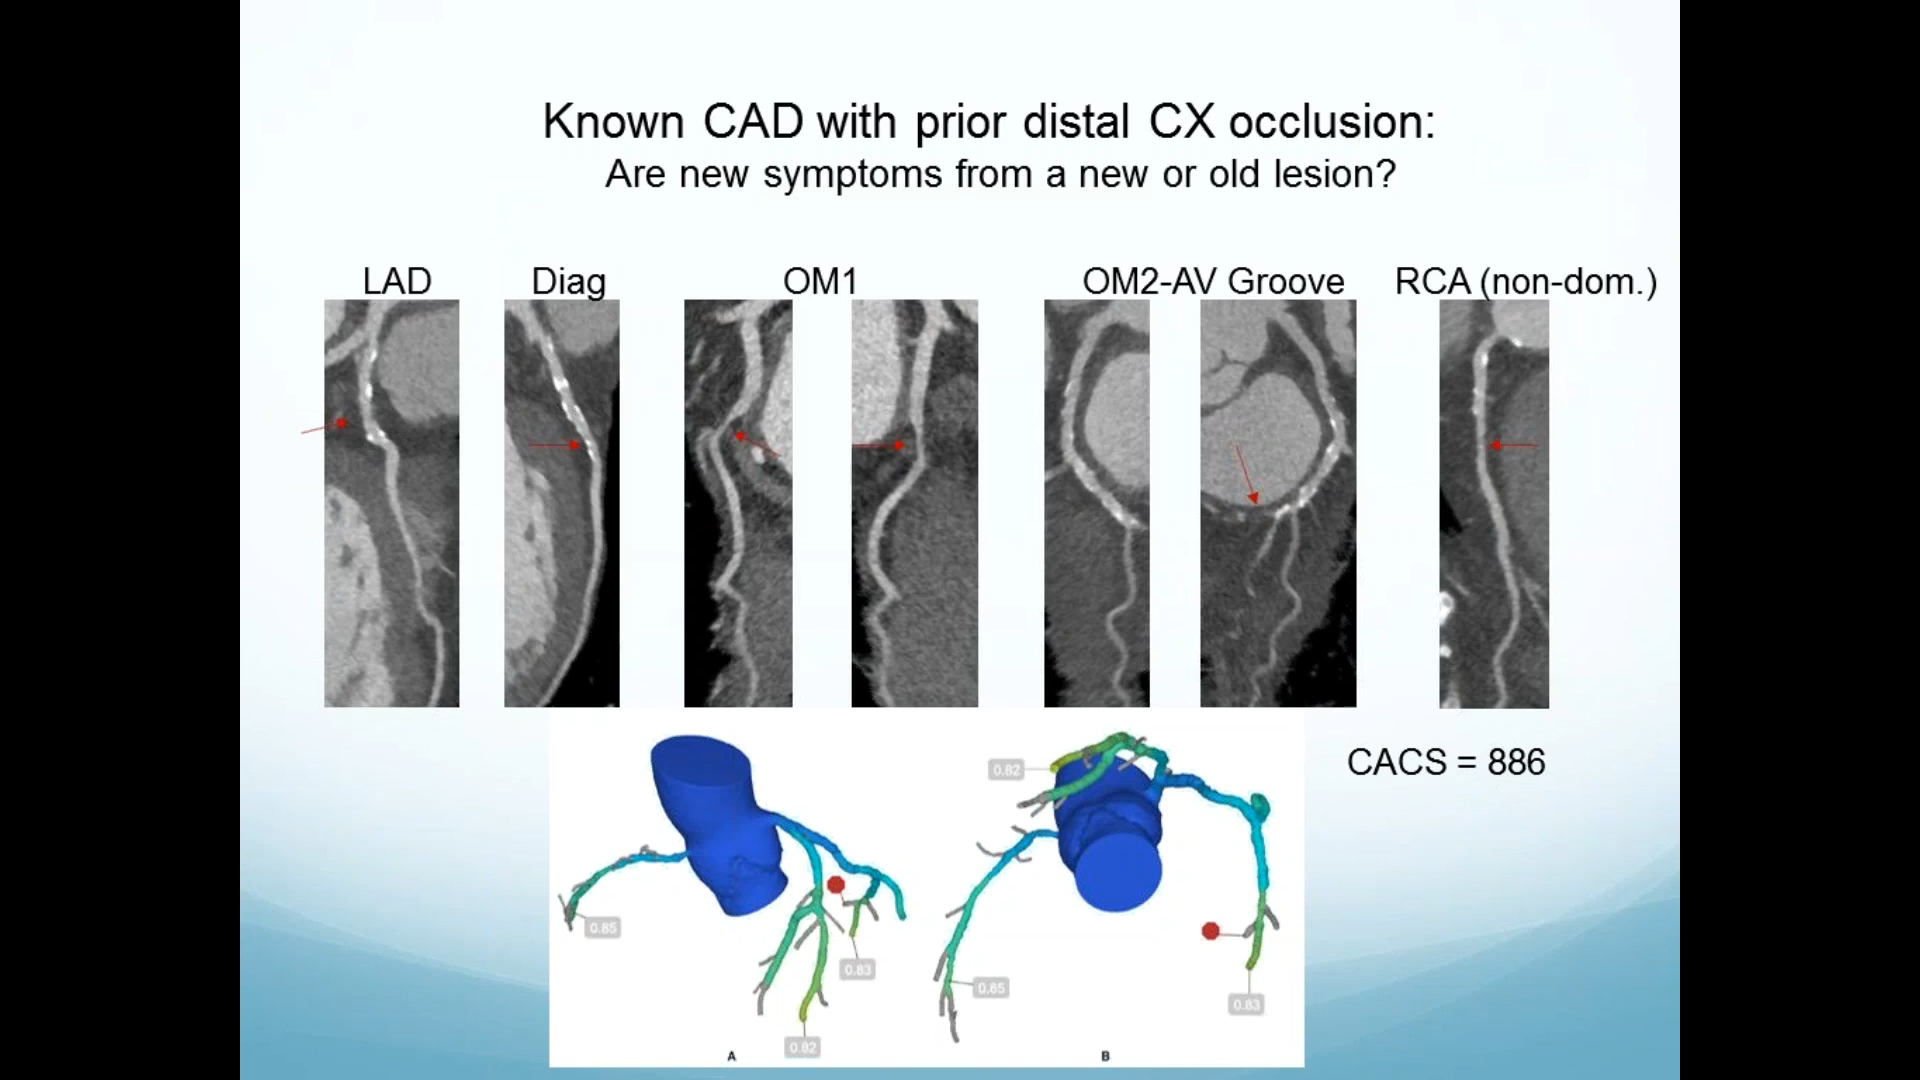 Known CAD with prior distal CX occlusion:
Are new symptoms from a new or old lesion?
LAD
Diag
OM1
OM2-AV Groove
RCA (non-dom.)
CACS = 886
0.85
0.83
0.82
A
0.82
0.85
0.83
B